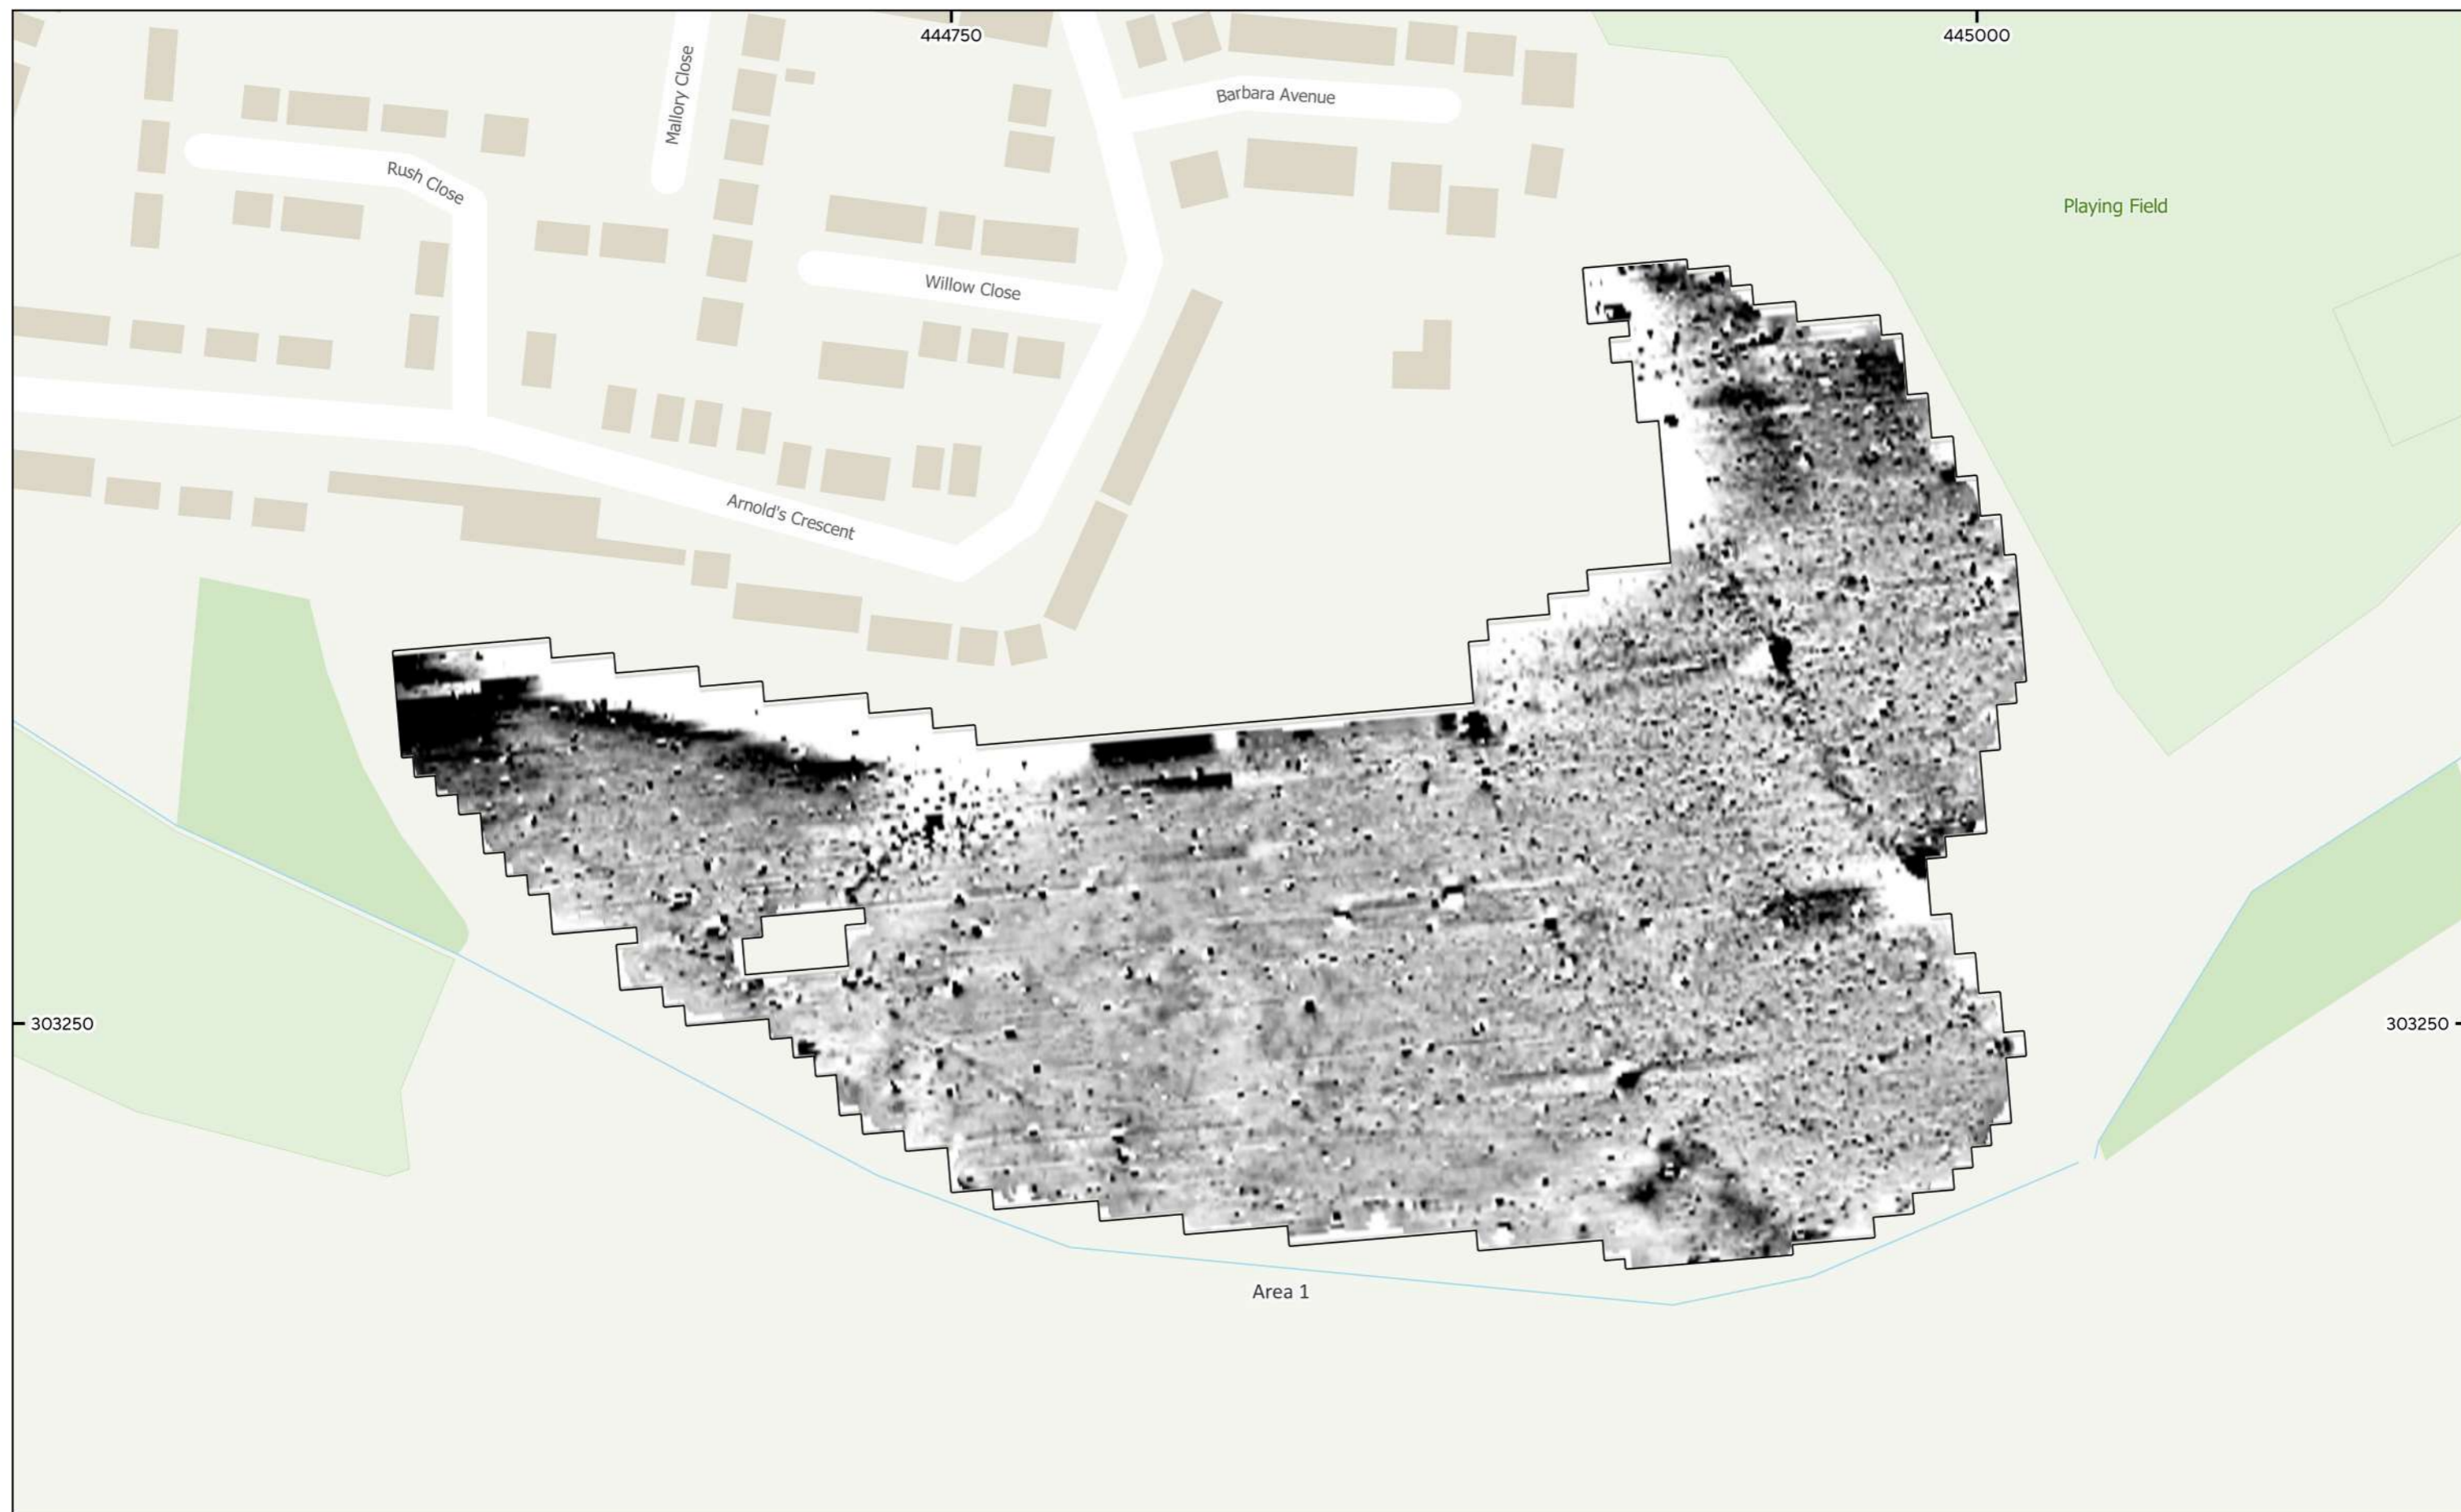 444750
445000
Mallory Close
Barbara Avenue
Rush Close
Playing Field
Willow Close
Arnold's Crescent
303250
303250
Area 1